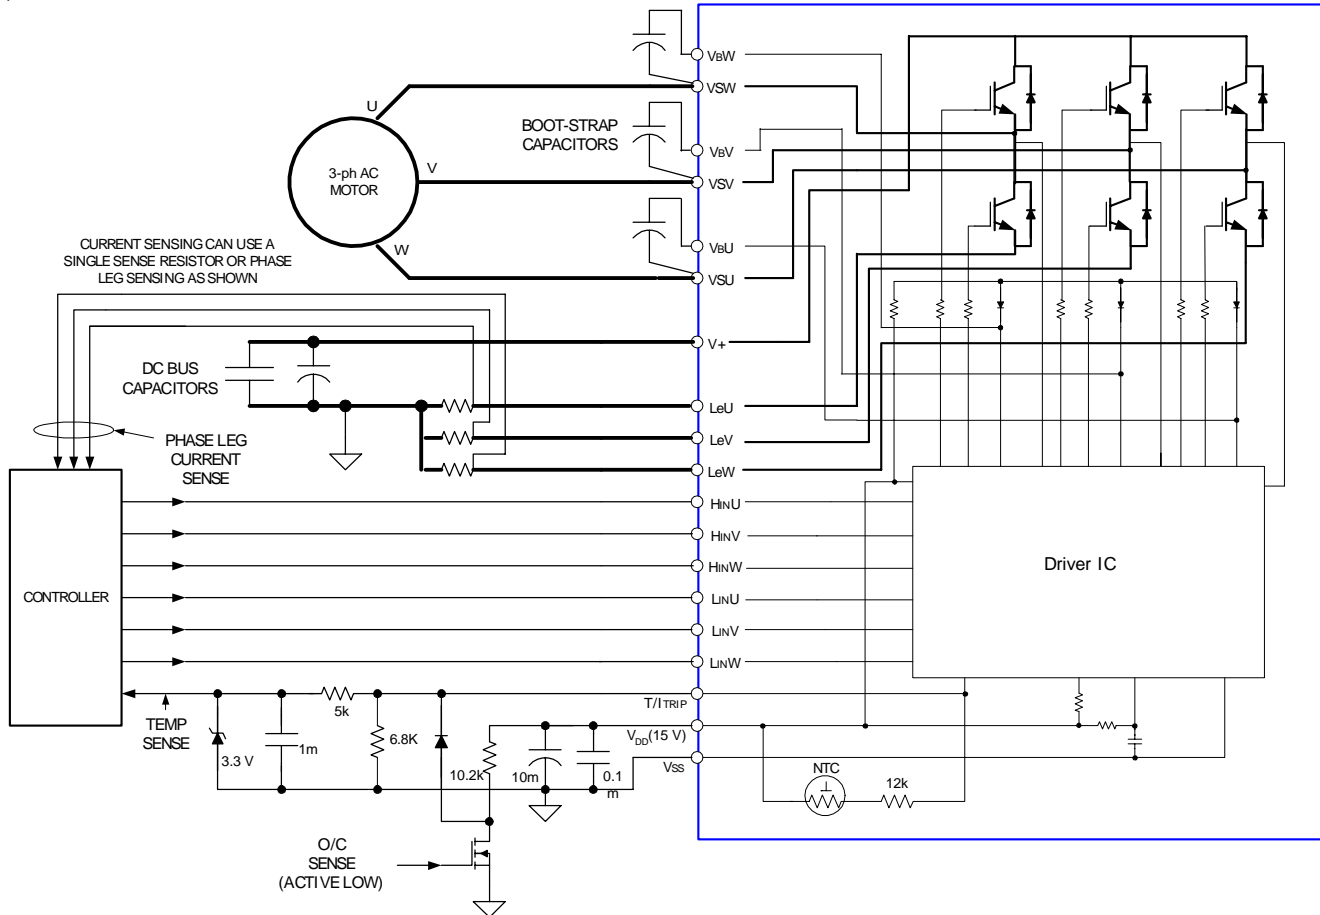 VBW
U
VSW
BOOT-STRAP
CAPACITORS
VBV
3-ph AC
MOTOR
V
VSV
W
VBU
CURRENT SENSING CAN USE A
SINGLE SENSE RESISTOR OR PHASE
LEG SENSING AS SHOWN
VSU
V+
DC BUS
CAPACITORS
LeU
PHASE LEG
CURRENT
SENSE
LeV
LeW
HINU
HINV
HINW
Driver IC
CONTROLLER
LINU
LINV
LINW
TEMP
SENSE
5k
T/ITRIP
3.3 V
1m
6.8K
10.2k
10m
0.1
m
VDD(15 V)
VSS
NTC
12k
O/C
SENSE
(ACTIVE LOW)